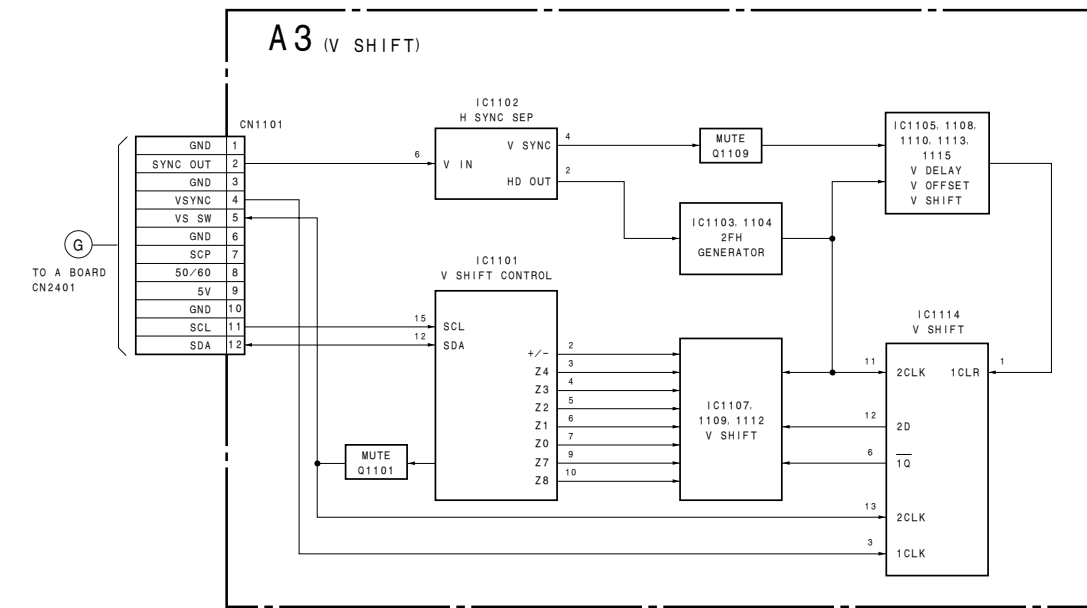 A3 (V SHIFT)
CN1101
GND 1
SYNC OUT 2
GND 3
VSYNC 4
VS SW 5
GND 6
SCP 7
50/60 8
5V 9
GND 10
SCL 11
SDA 12
G
TO A BOARD
CN2401
IC1102
H SYNC SEP
6
V IN
V SYNC
4
HD OUT
2
MUTE
Q1109
IC1105, 1108,
1110, 1113,
1115
V DELAY
V OFFSET
V SHIFT
IC1103, 1104
2FH
GENERATOR
IC1101
V SHIFT CONTROL
15
SCL
12
SDA
+/- 2
Z4 3
Z3 4
Z2 5
Z1 6
Z0 7
Z7 9
Z8 10
MUTE
Q1101
IC1107,
1109, 1112
V SHIFT
IC1114
V SHIFT
11 2CLK
1CLR 1
12 2D
6 1Q
13 2CLK
3 1CLK